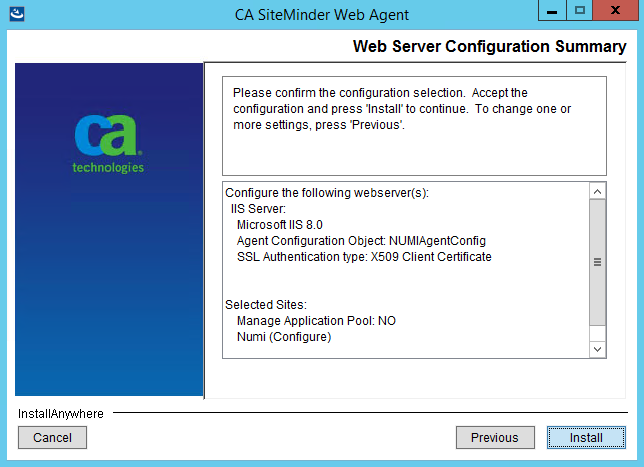 CA SiteMinder Web Agent
Web Server Configuration Summary
ca
technologies
Please confirm the configuration selection. Accept the
configuration and press 'Install' to continue. To change one or
more settings, press 'Previous'.
Configure the following webserver(s):
IIS Server:
Microsoft IIS 8.0
Agent Configuration Object: NUMIAgentConfig
SSL Authentication type: X509 Client Certificate
Selected Sites:
Manage Application Pool: NO
Numi (Configure)
InstallAnywhere
Cancel
Previous
Install